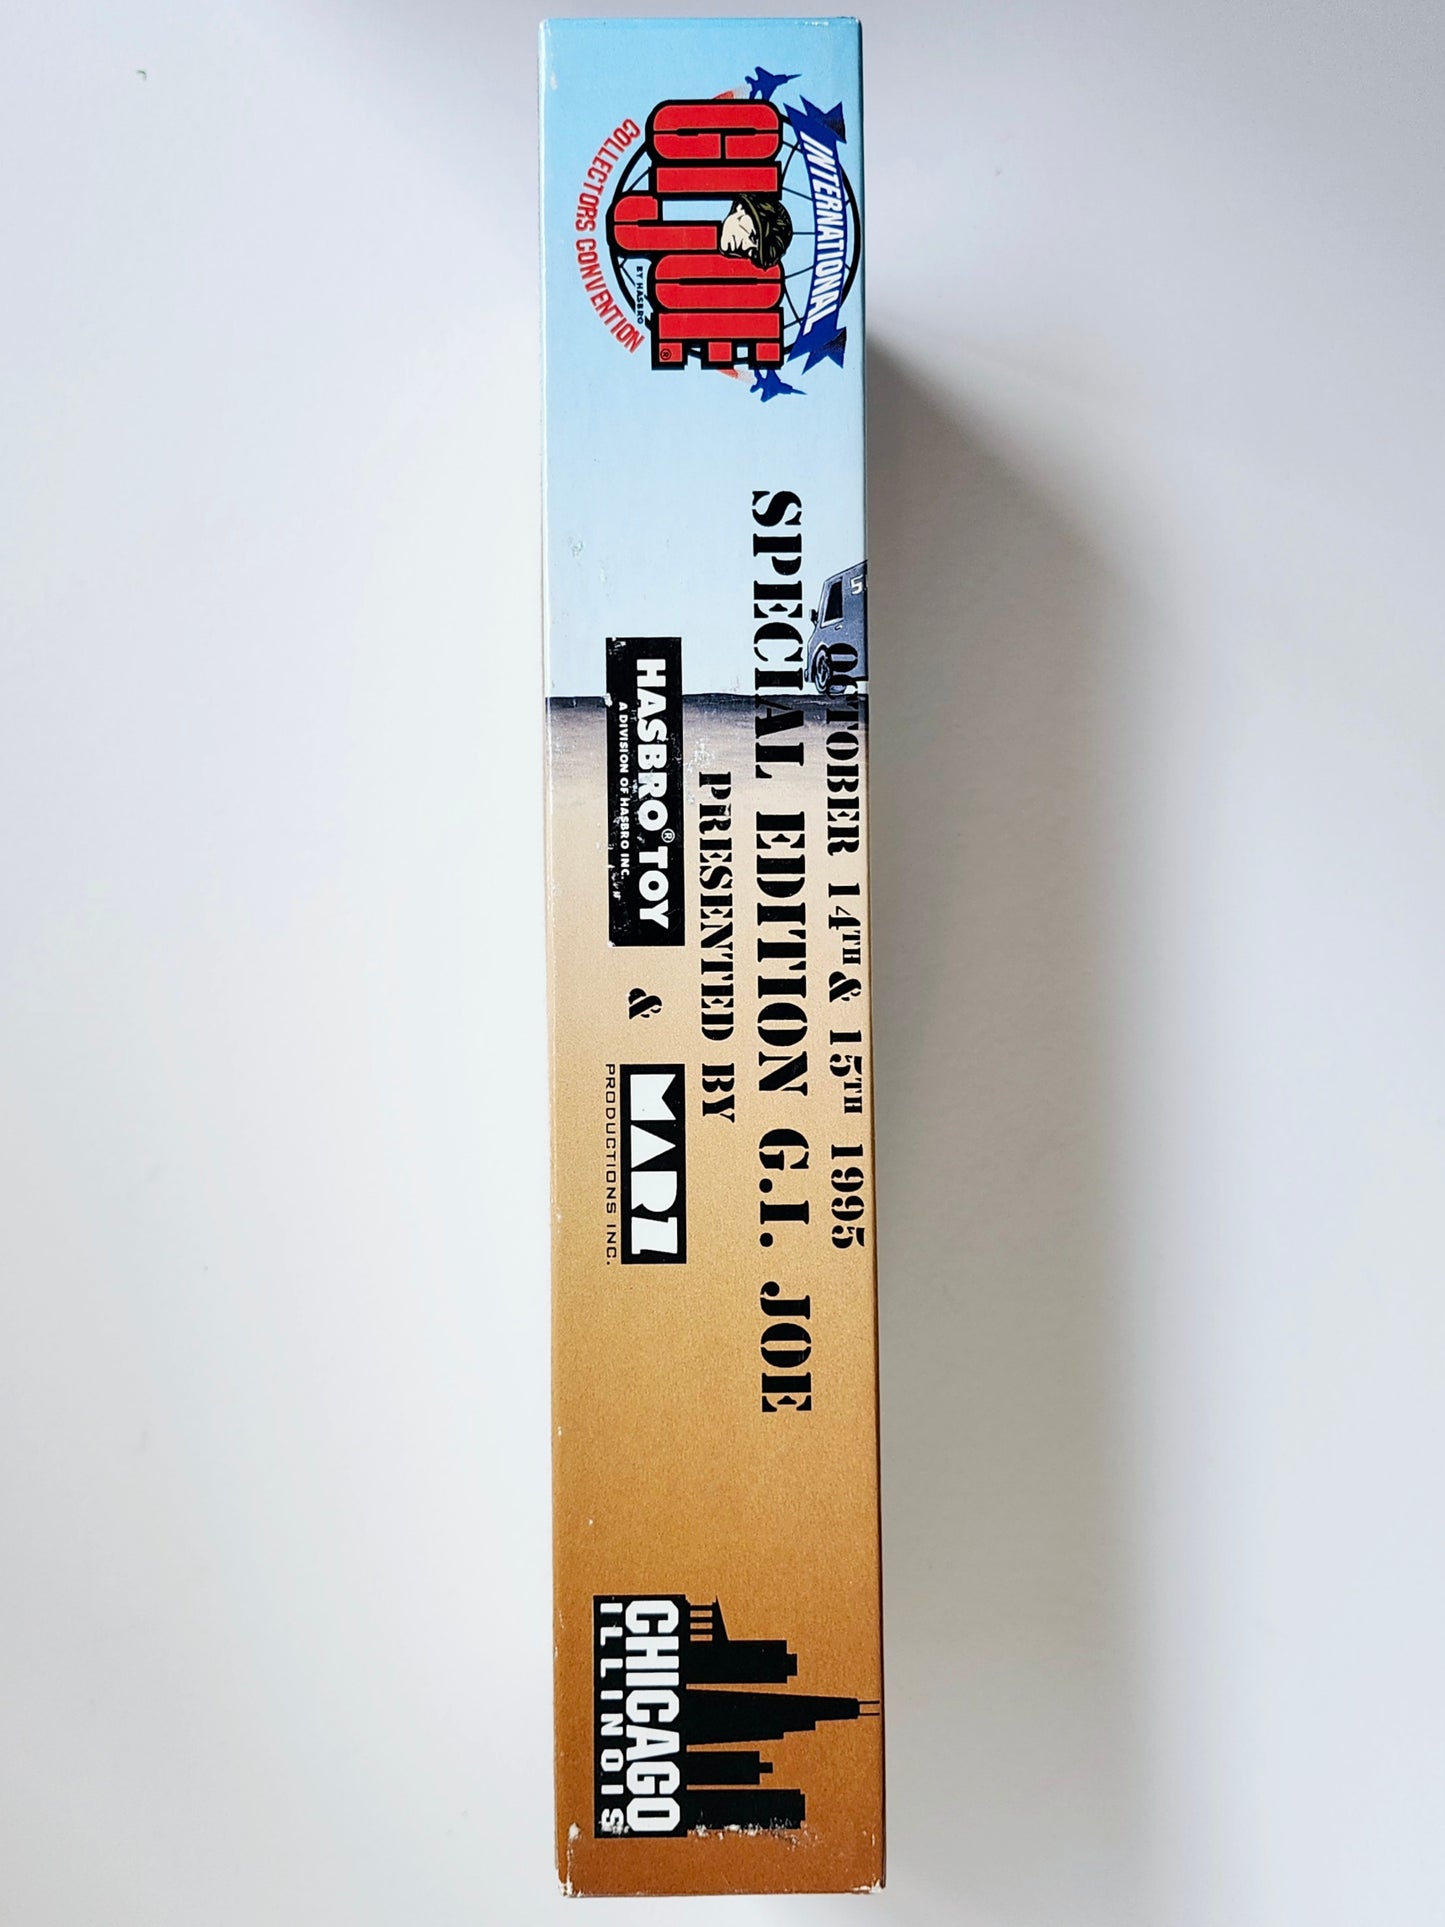 INTERNATIONAL
GI JOE®
BY HASBRO
COLLECTORS CONVENTION
OCTOBER 14TH & 15TH 1995
SPECIAL EDITION G.I. JOE
PRESENTED BY
HASBRO® TOY
A DIVISION OF HASBRO INC.
&
MARZ
PRODUCTIONS INC.
CHICAGO
ILLINOIS